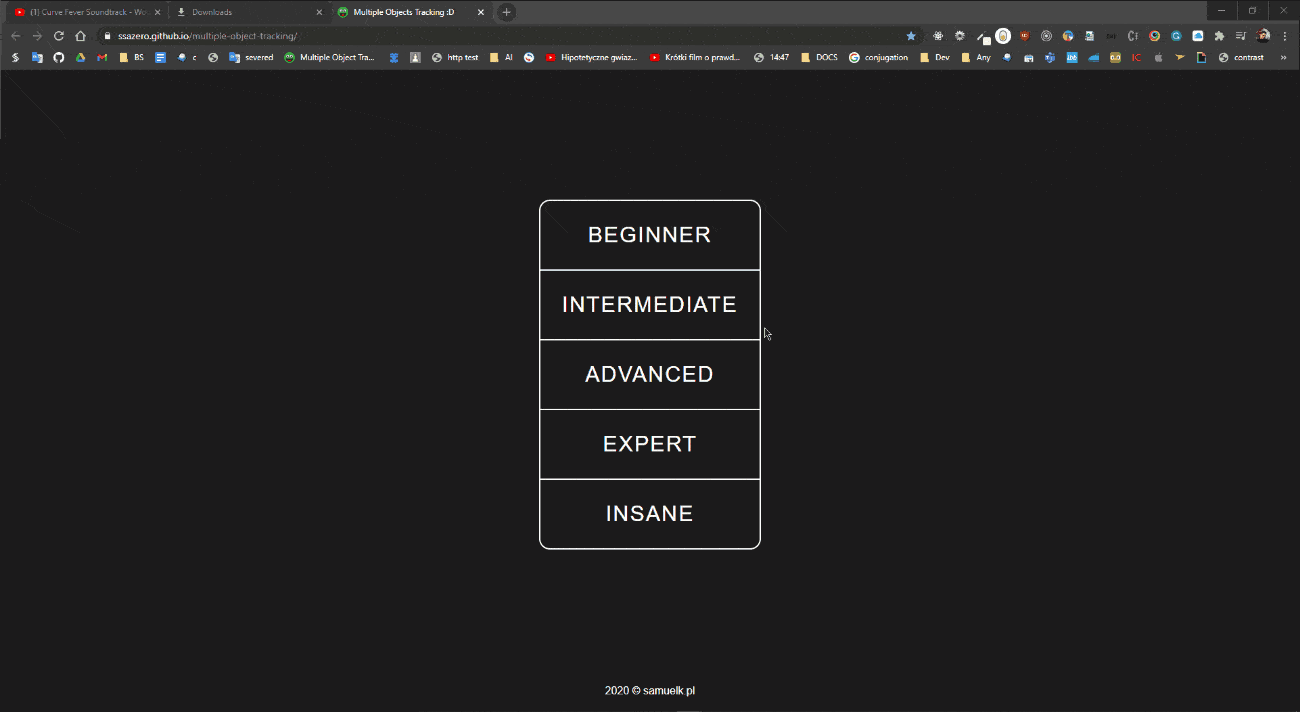 (1) Curve Fever Soundtrack - Wo
Downloads
Multiple Objects Tracking :D
ssazero.github.io/multiple-object-tracking/
BS
c
severed
Multiple Object Tra...
http test
AI
Hipotetyczne gwiaz...
Krótki film o prawd...
14:47
DOCS
conjugation
Dev
Any
IC
contrast
»
BEGINNER
INTERMEDIATE
ADVANCED
EXPERT
INSANE
2020 © samuelk.pl